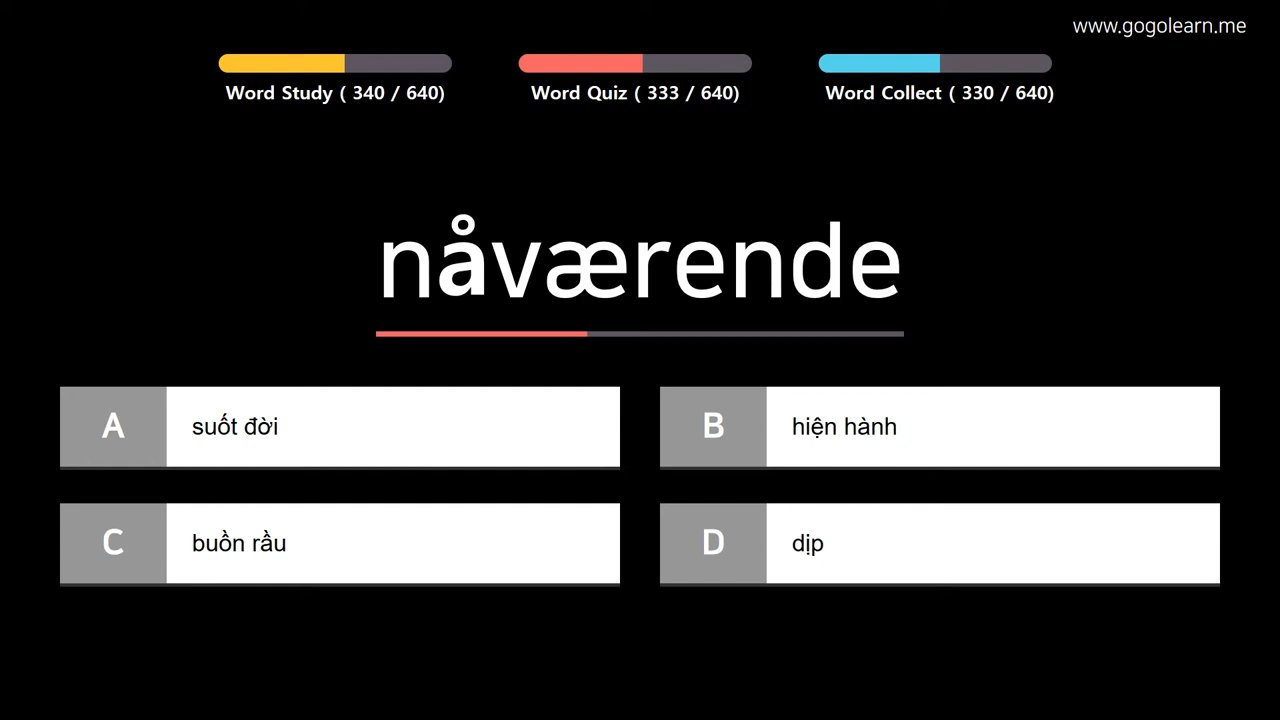 www.gogolearn.me
Word Study ( 340 / 640)
Word Quiz ( 333 / 640)
Word Collect ( 330 / 640)
nåværende
A suốt đời
B hiện hành
C buồn rầu
D dịp